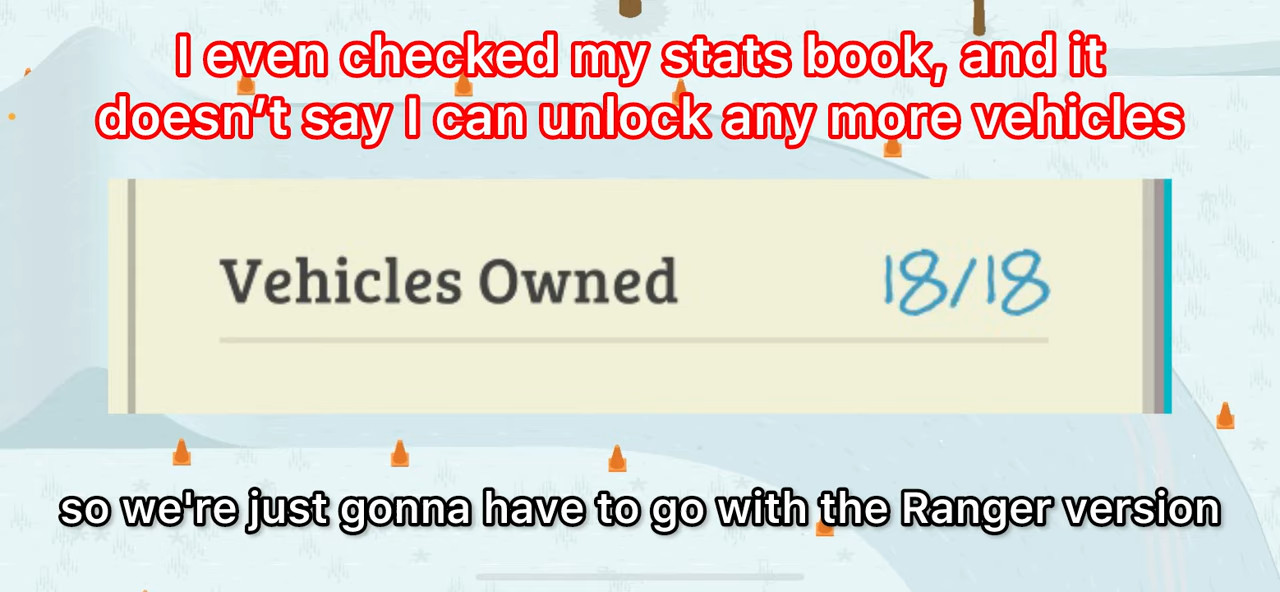 I even checked my stats book, and it
doesn’t say I can unlock any more vehicles
Vehicles Owned 18/18
so we're just gonna have to go with the Ranger version